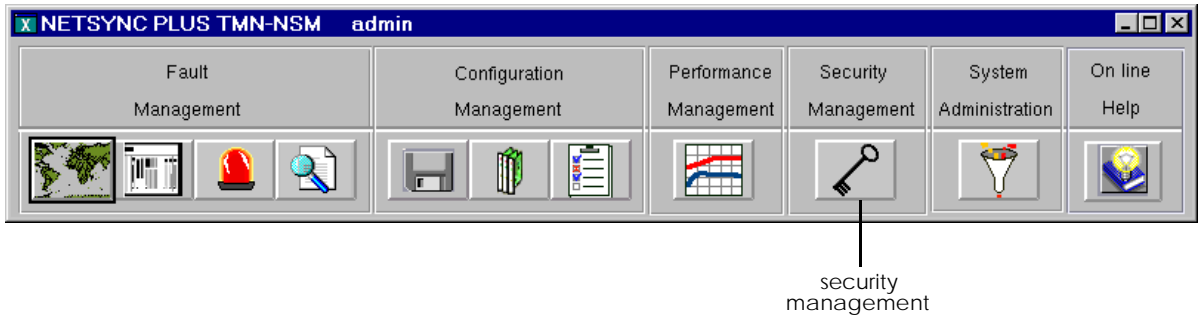 NETSYNC PLUS TMN-NSM admin
Fault
Management
Configuration
Management
Performance
Management
Security
Management
System
Administration
On line
Help
security
management